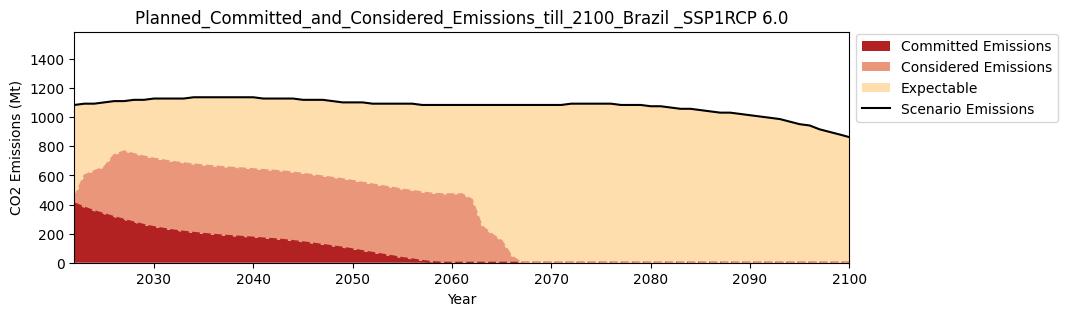 Planned_Committed_and_Considered_Emissions_till_2100_Brazil _SSP1RCP 6.0
1400
1200
1000
800
600
400
200
0
CO2 Emissions (Mt)
2030
2040
2050
2060
2070
2080
2090
2100
Year
Committed Emissions
Considered Emissions
Expectable
Scenario Emissions